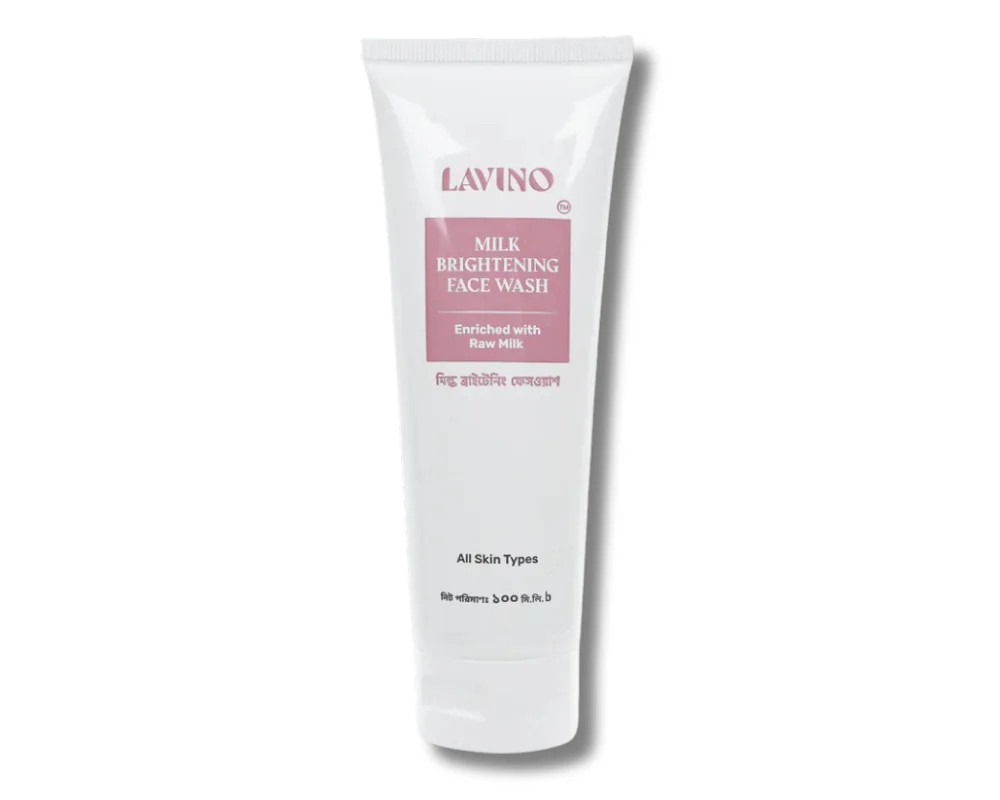 LAVINO
TM
MILK
BRIGHTENING
FACE WASH
Enriched with
Raw Milk
মিল্ক ব্রাইটেনিং ফেসওয়াশ
All Skin Types
নিট পরিমাণঃ ১০০ মি.লি.b